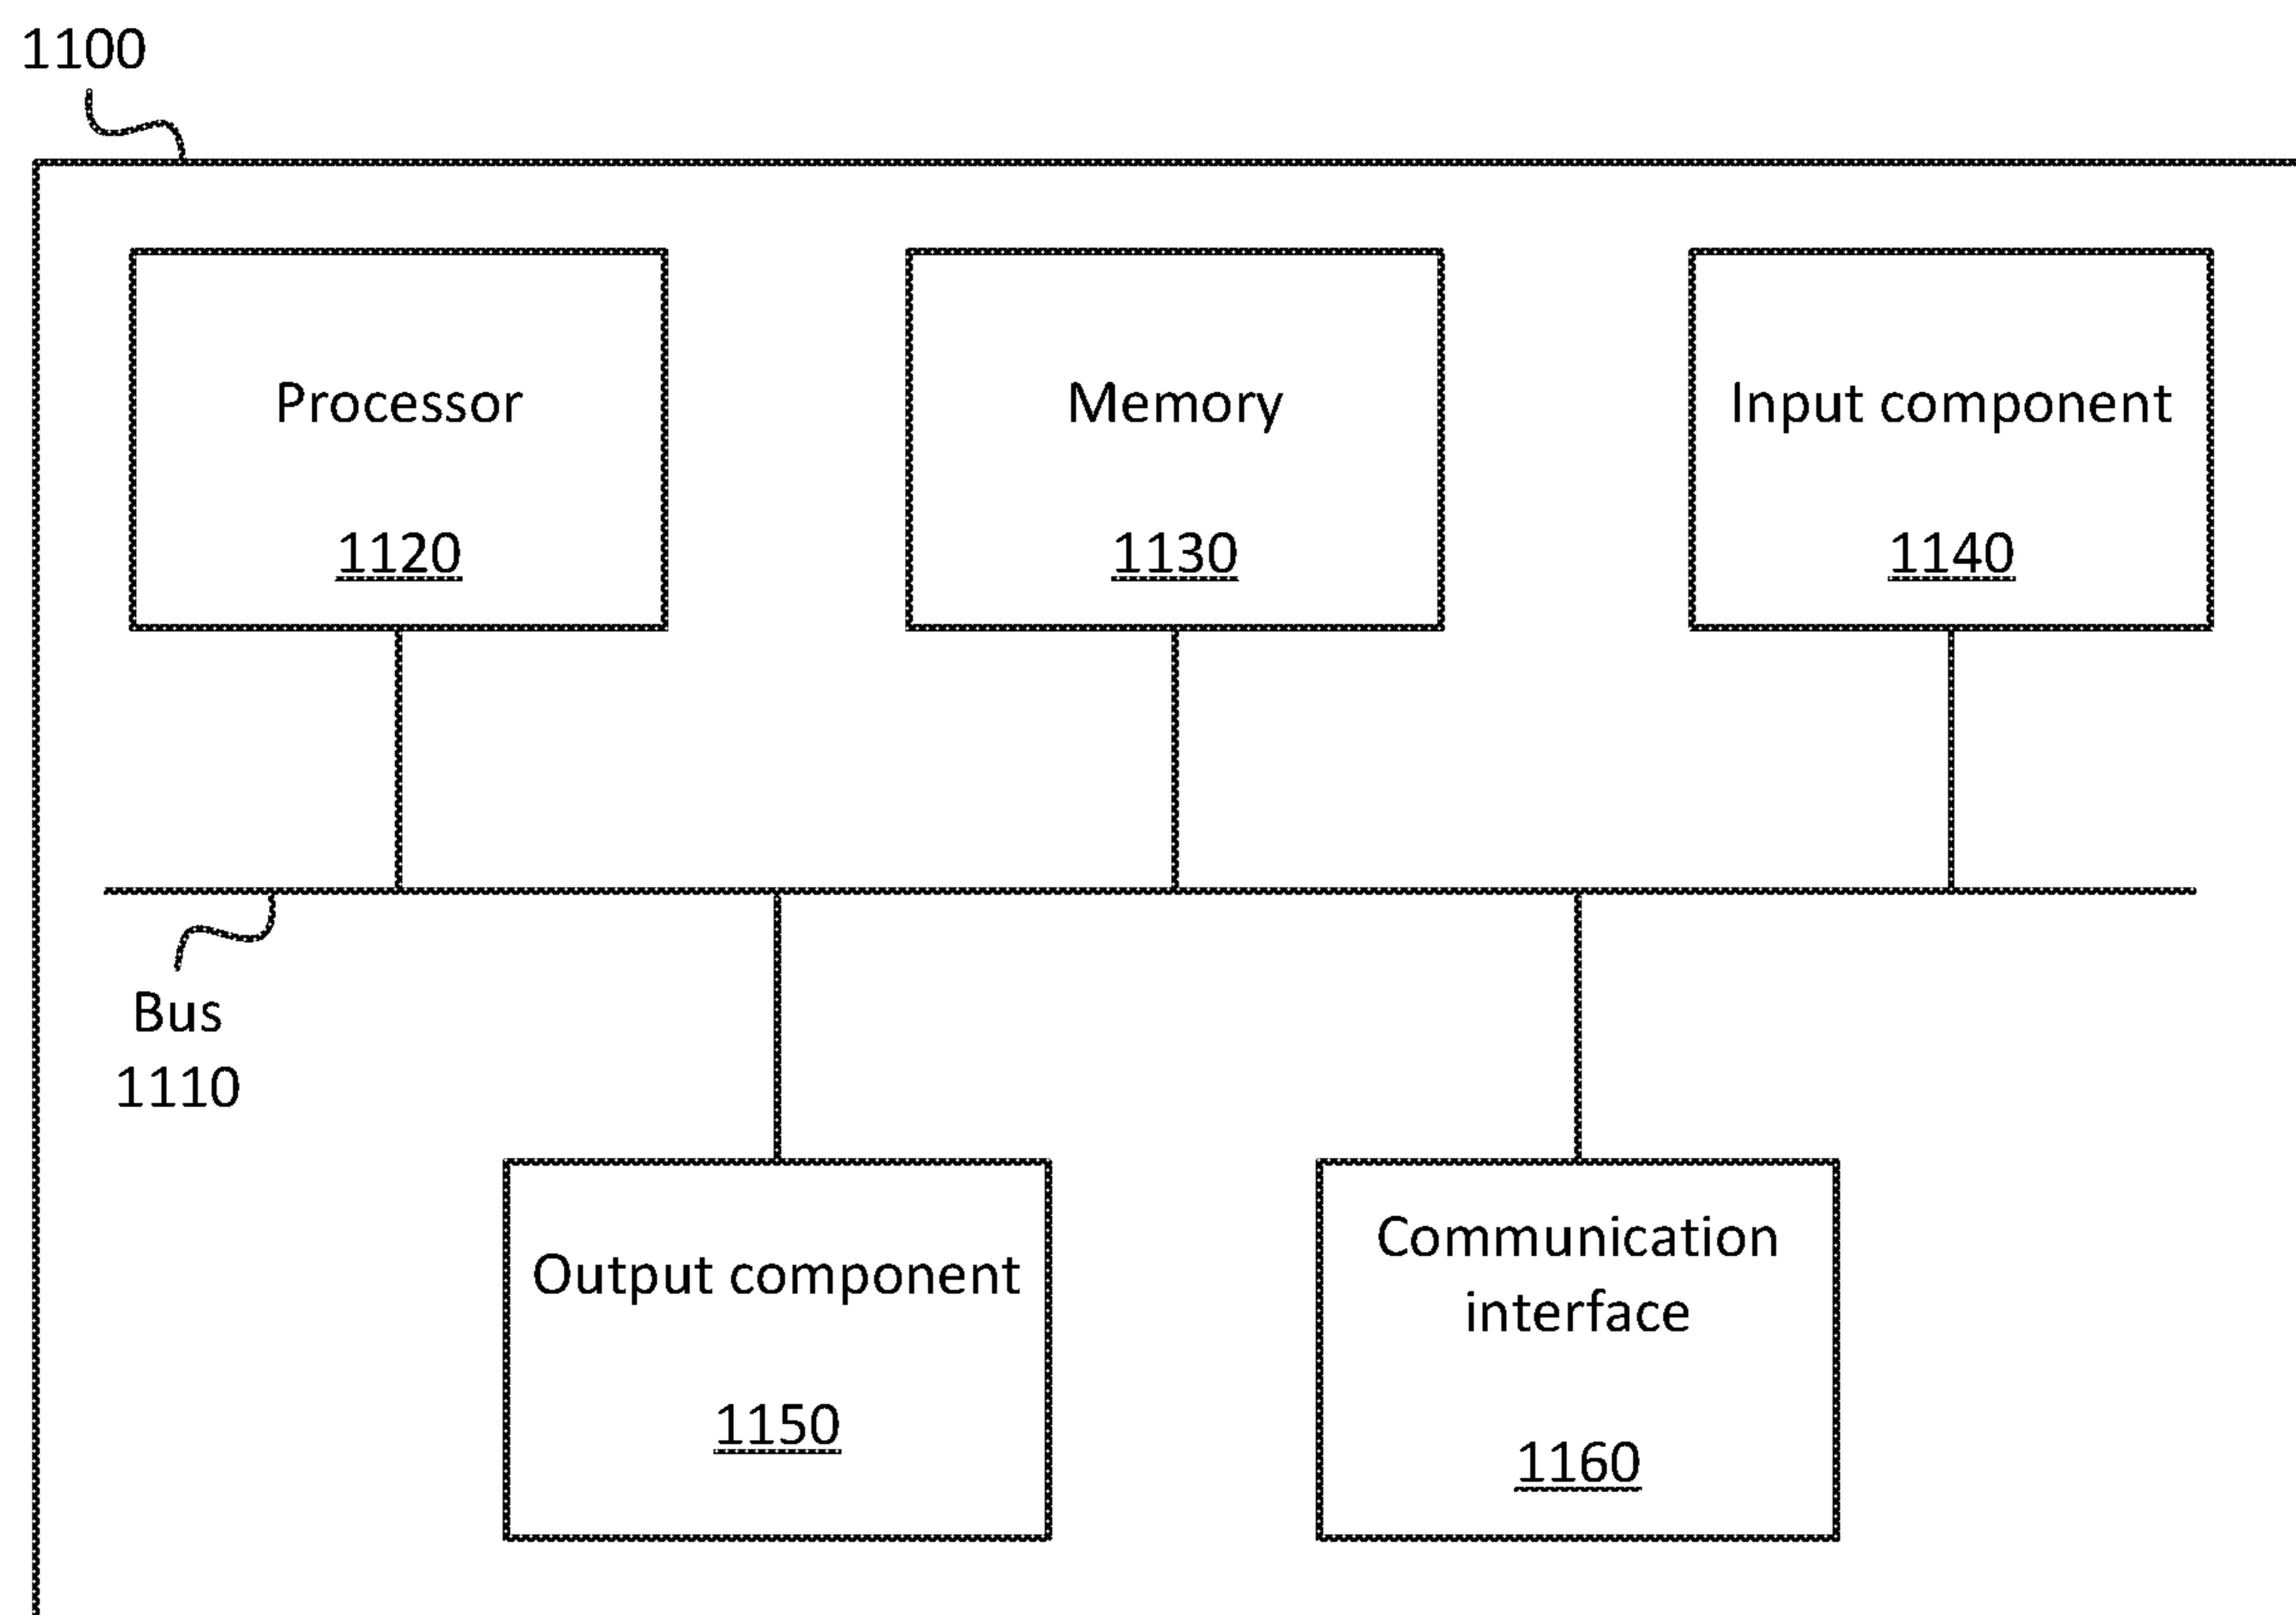 1100
Processor
1120
Memory
1130
Input component
1140
Bus
1110
Output component
1150
Communication
interface
1160